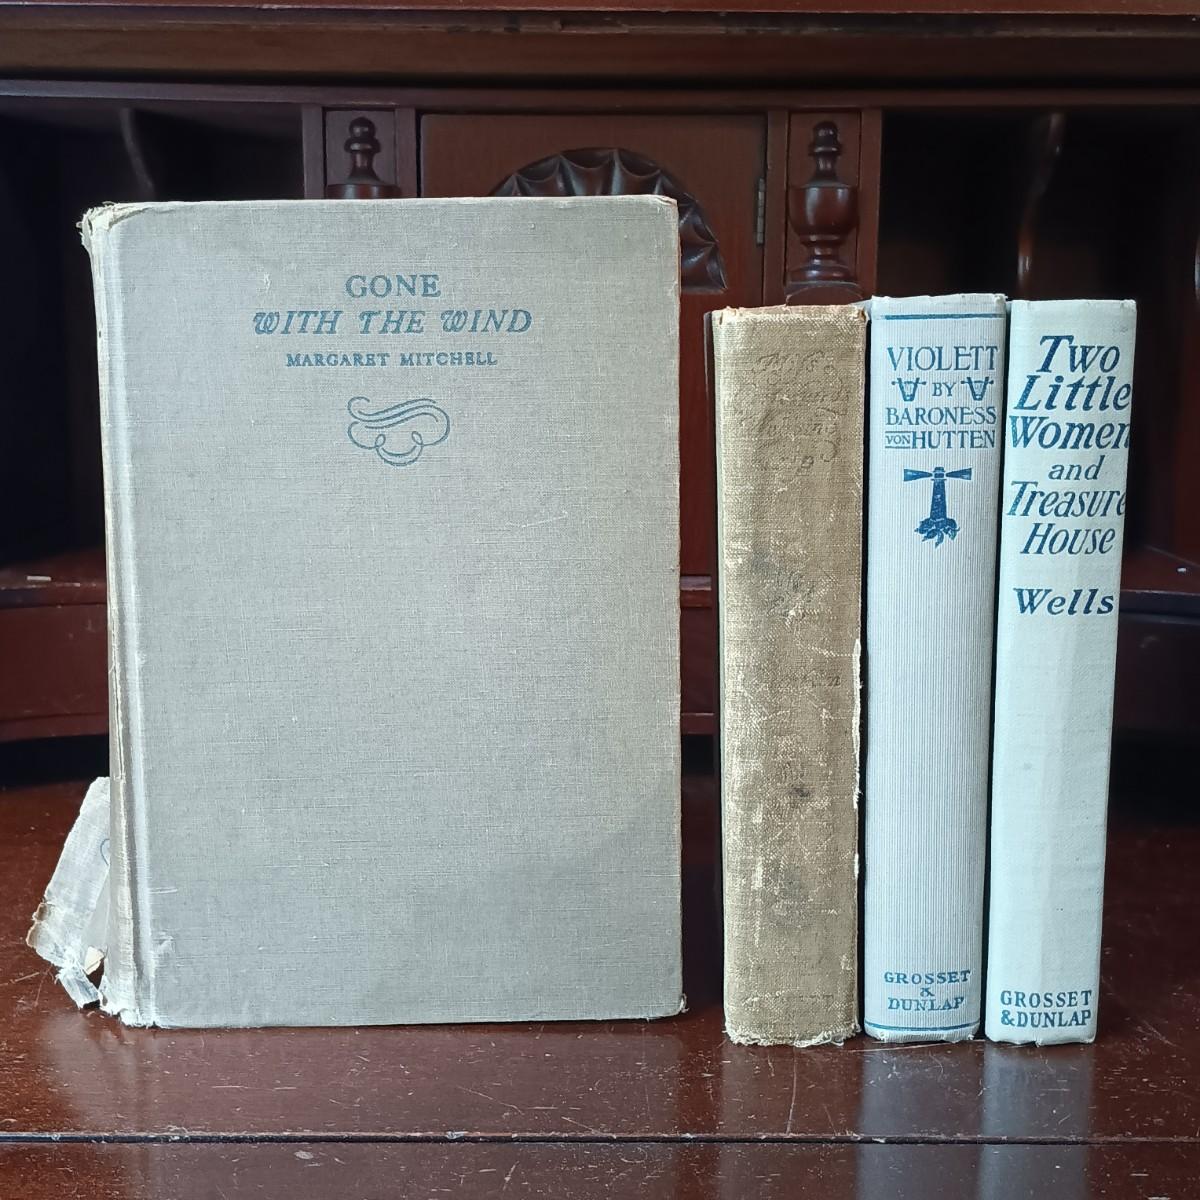 GONE
WITH THE WIND
MARGARET MITCHELL
VIOLETT
BY
BARONESS
VON HUTTEN
GROSSET
&
DUNLAP
Two
Little
Women
and
Treasure
House
Wells
GROSSET
& DUNLAP